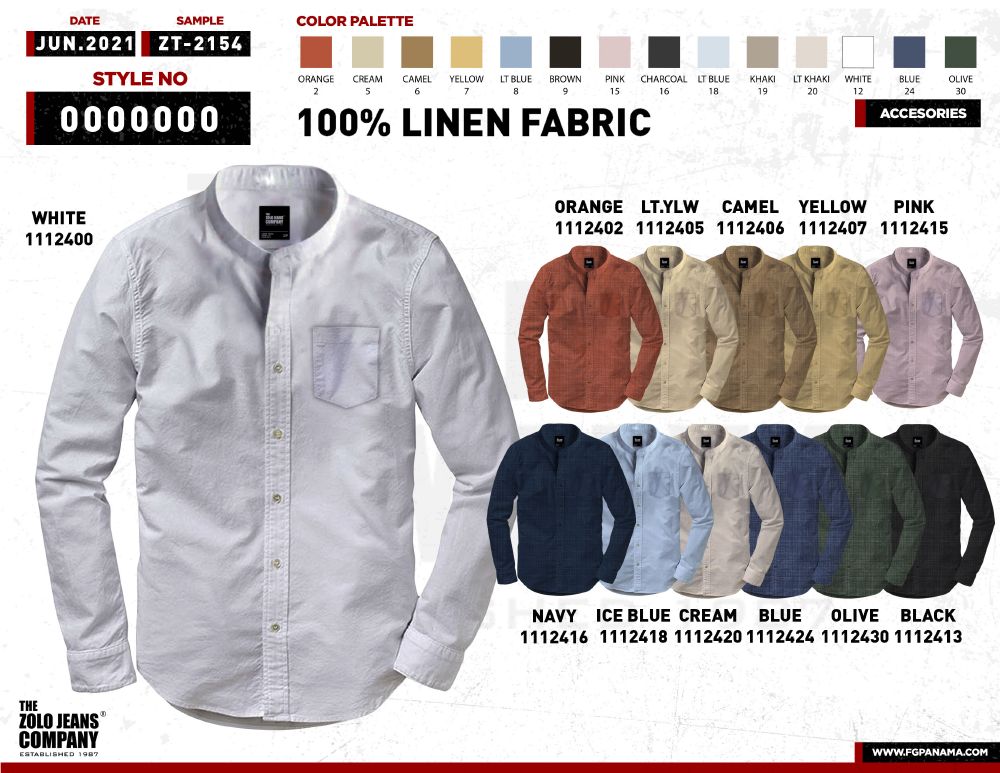 DATE
JUN.2021
SAMPLE
ZT-2154
STYLE NO
0000000
COLOR PALETTE
ORANGE CREAM CAMEL YELLOW LT BLUE BROWN PINK CHARCOAL LT BLUE KHAKI LT KHAKI WHITE BLUE OLIVE
2 5 6 7 8 9 15 16 18 19 20 12 24 30
100% LINEN FABRIC
ACCESORIES
WHITE
1112400
THE
ZOLO JEANS
COMPANY
ORANGE LT.YLW CAMEL YELLOW PINK
1112402 1112405 1112406 1112407 1112415
NAVY ICE BLUE CREAM BLUE OLIVE BLACK
1112416 1112418 1112420 1112424 1112430 1112413
THE
ZOLO JEANS®
COMPANY
ESTABLISHED 1987
WWW.FGPANAMA.COM